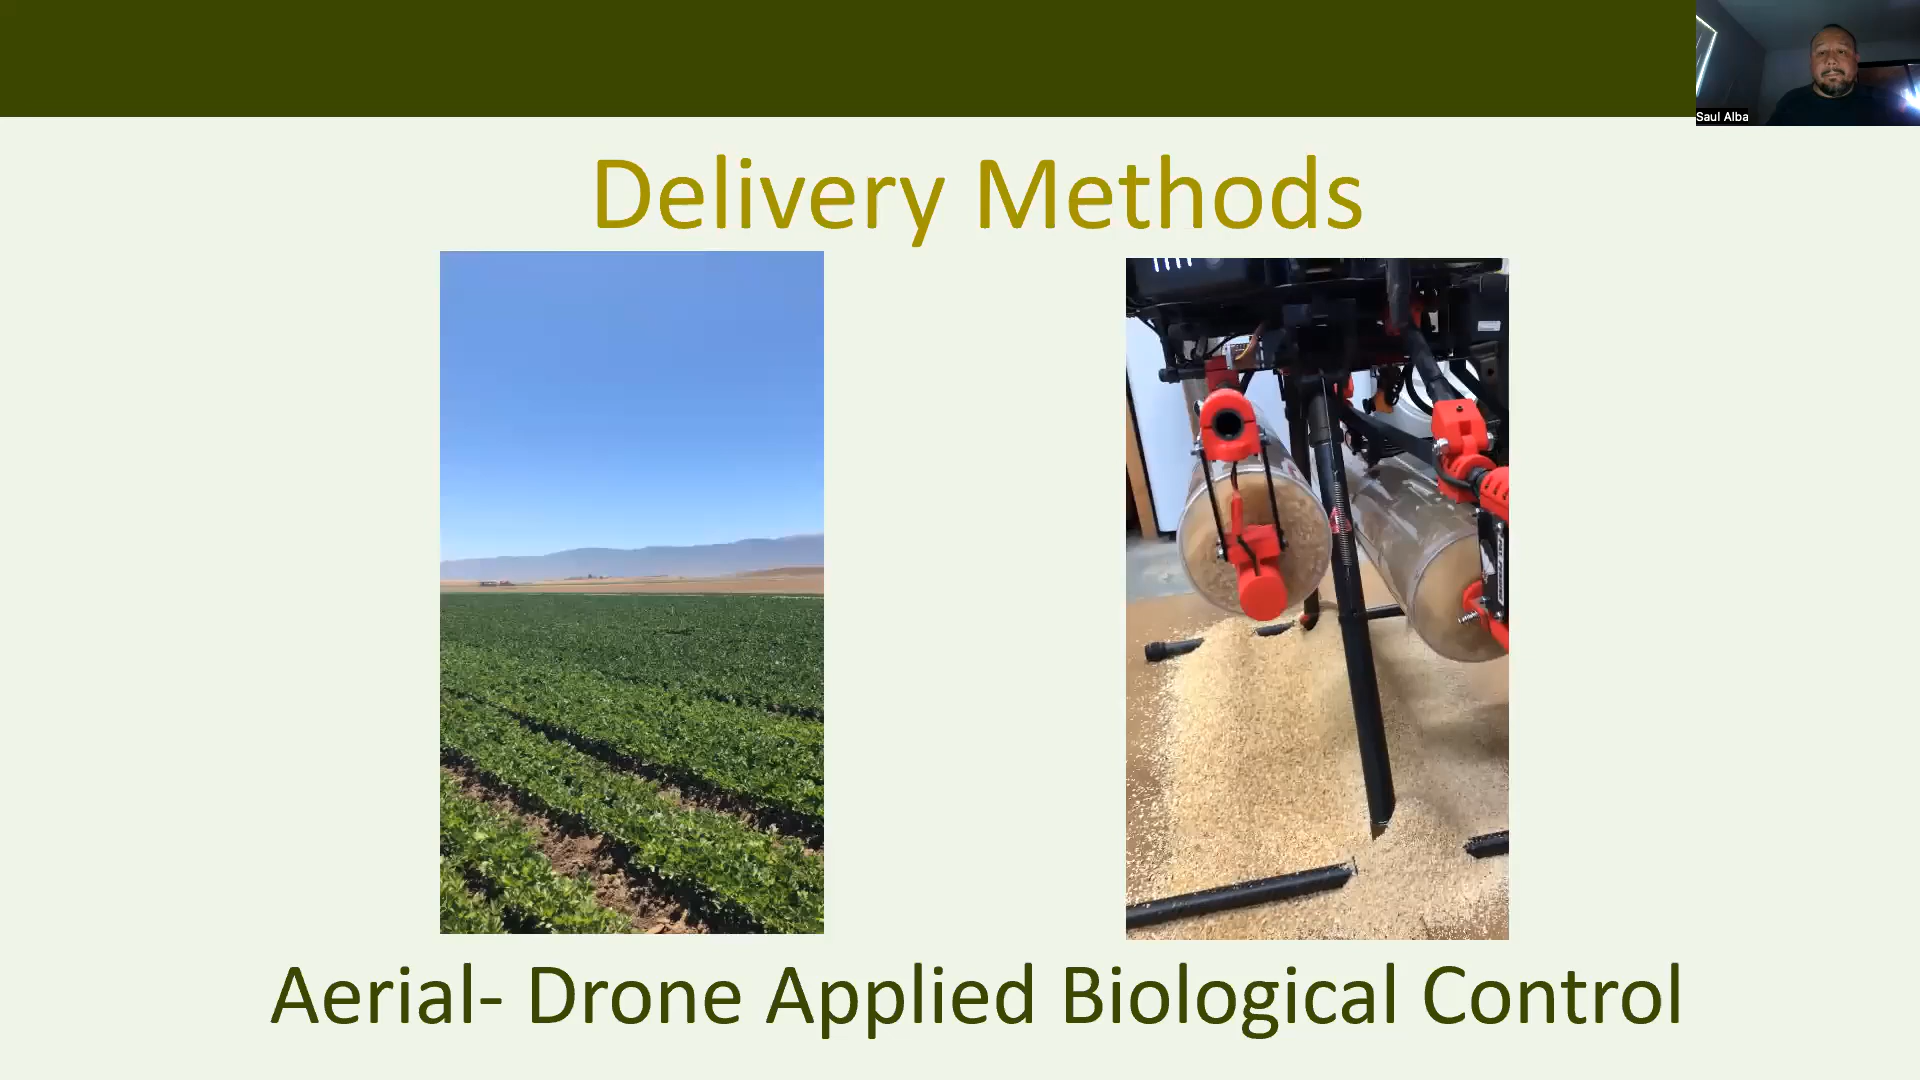 Saul Alba
Delivery Methods
Aerial- Drone Applied Biological Control